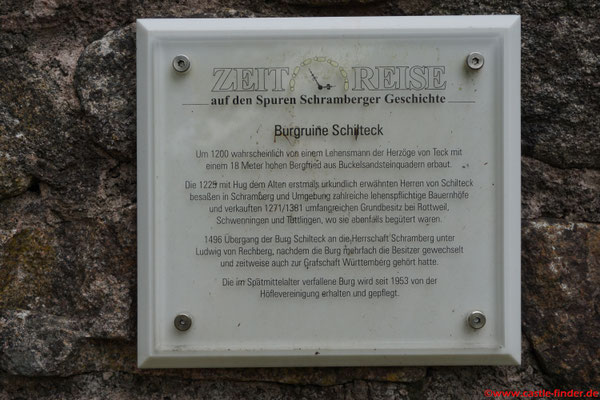 ZEIT REISE
auf den Spuren Schramberger Geschichte
Burgruine Schilteck
Um 1200 wahrscheinlich von einem Lehensmann der Herzöge von Teck mit
einem 18 Meter hohen Bergfried aus Buckelsandsteinquadern erbaut.
Die 1229 mit Hug dem Alten erstmals urkundlich erwähnten Herren von Schilteck
besaßen in Schramberg und Umgebung zahlreiche lehenspflichtige Bauernhöfe
und verkauften 1271/1381 umfangreichen Grundbesitz bei Rottweil,
Schwenningen und Tuttlingen, wo sie ebenfalls begütert waren.
1496 Übergang der Burg Schilteck an die Herrschaft Schramberg unter
Ludwig von Rechberg, nachdem die Burg mehrfach die Besitzer gewechselt
und zeitweise auch zur Grafschaft Württemberg gehört hatte.
Die im Spätmittelalter verfallene Burg wird seit 1953 von der
Höflevereinigung erhalten und gepflegt.
©www.castle-finder.de